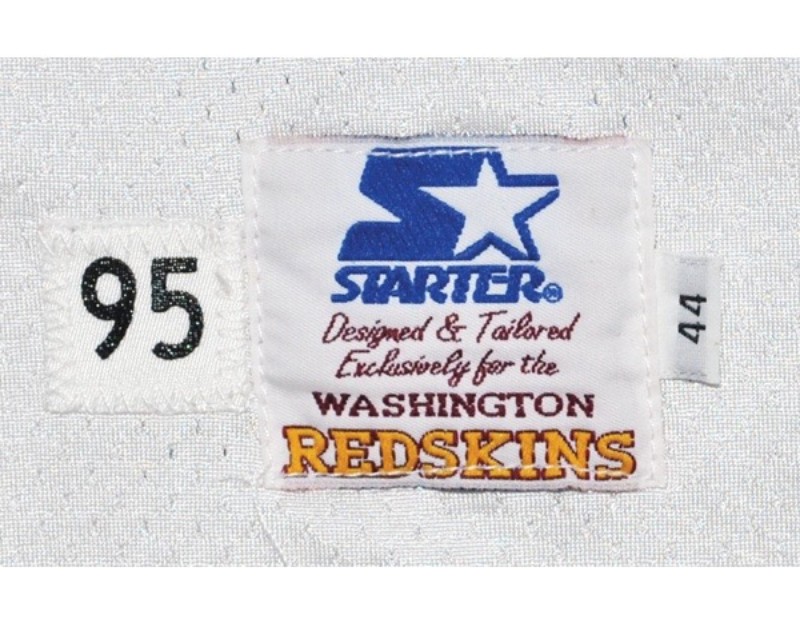 95
STARTER®
Designed & Tailored
Exclusively for the
WASHINGTON
REDSKINS
44